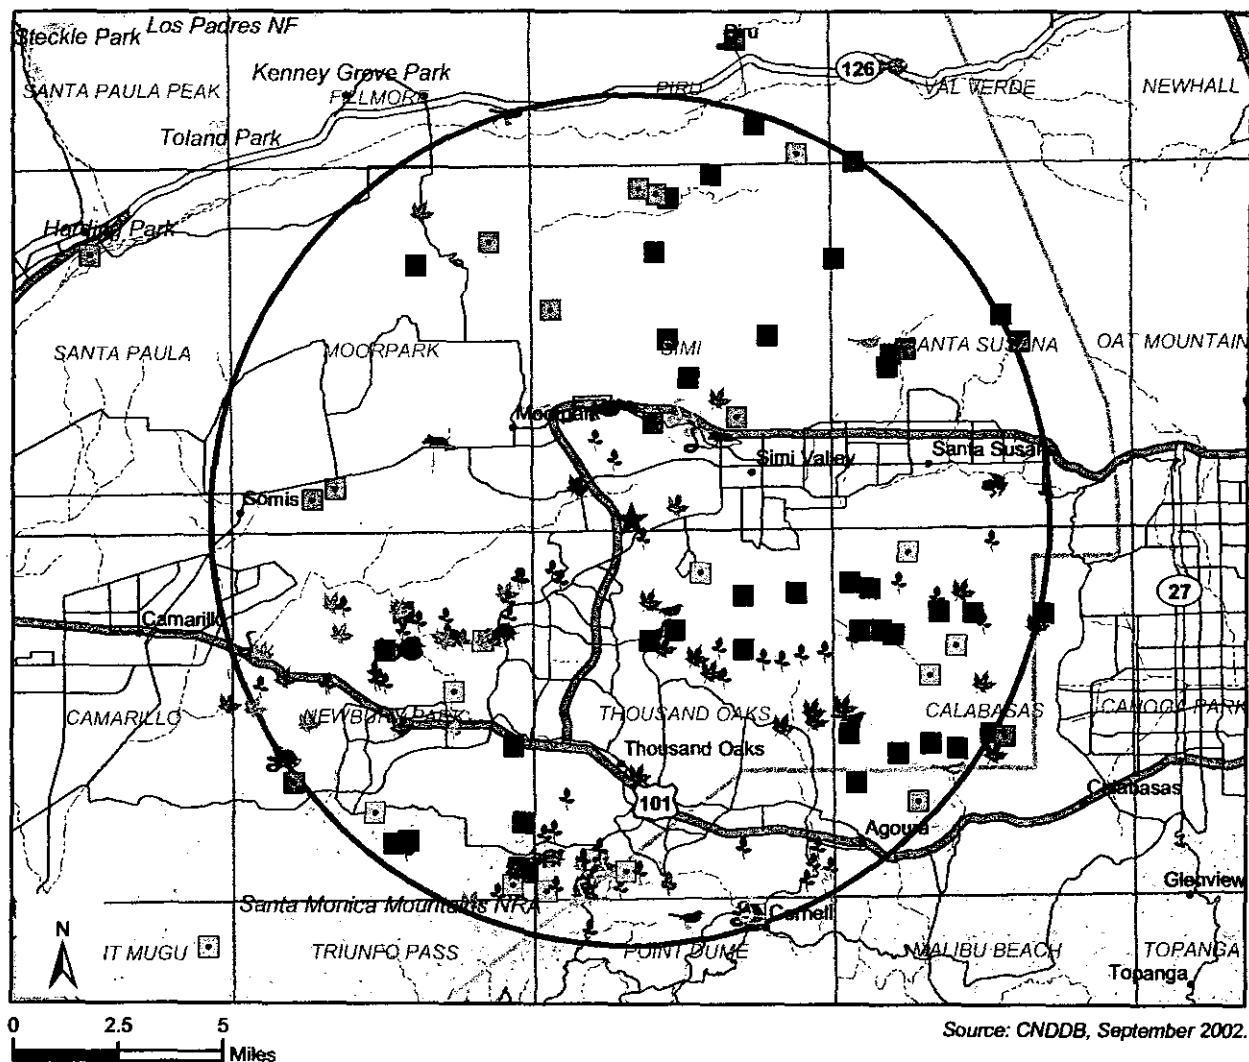 Steckle Park
Los Padres NF
Piru
Kenney Grove Park
126
SANTA PAULA PEAK
FILLMORE
PIRU
VAL VERDE
NEWHALL
Toland Park
Harding Park
SANTA PAULA
MOORPARK
SIMI
SANTA SUSANA
OAT MOUNTAIN
Moorpark
Simi Valley
Santa Susana
Somis
27
Camarillo
CAMARILLO
NEWBURY PARK
THOUSAND OAKS
CALABASAS
CANOGA PARK
Thousand Oaks
101
Calabasas
Agoura
Glenview
Santa Monica Mountains NRA
Cornell
N
IT MUGU
TRIUNFO PASS
POINT DUME
MALIBU BEACH
TOPANGA
Topanga
0 2.5 5
Miles
Source: CNDDB, September 2002.